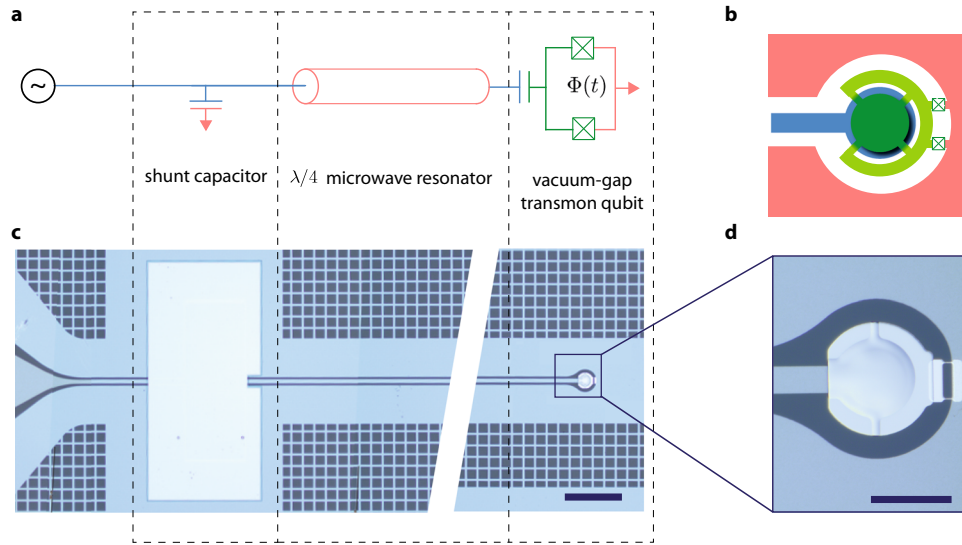 a
b
~
Φ(t)
shunt capacitor
λ/4 microwave resonator
vacuum-gap
transmon qubit
c
d